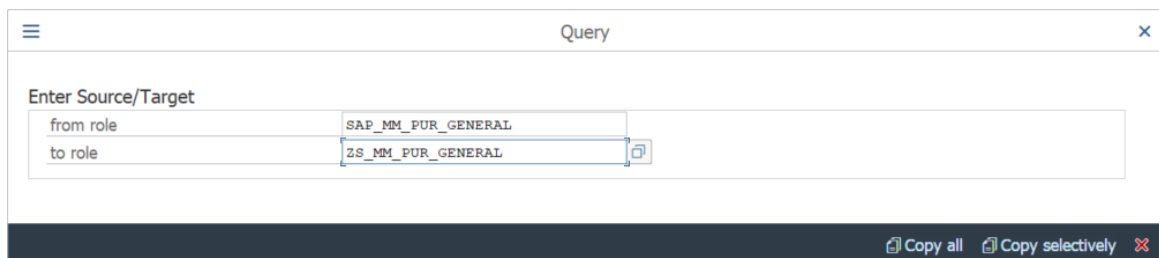 Query
Enter Source/Target
from role SAP_MM_PUR_GENERAL
to role ZS_MM_PUR_GENERAL
Copy all Copy selectively